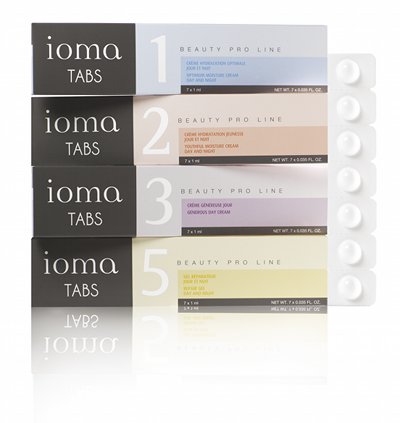 ioma
TABS
1
BEAUTY PRO LINE
CRÈME HYDRATATION OPTIMALE
JOUR ET NUIT
OPTIMUM MOISTURE CREAM
DAY AND NIGHT
7 x 1 ml
NET WT. 7 x 0.035 FL. OZ.
ioma
TABS
2
BEAUTY PRO LINE
CRÈME HYDRATATION JEUNESSE
JOUR ET NUIT
YOUTHFUL MOISTURE CREAM
DAY AND NIGHT
7 x 1 ml
NET WT. 7 x 0.035 FL. OZ.
ioma
TABS
3
BEAUTY PRO LINE
CRÈME GÉNÉREUSE JOUR
GENEROUS DAY CREAM
7 x 1 ml
NET WT. 7 x 0.035 FL. OZ.
ioma
TABS
5
BEAUTY PRO LINE
GEL RÉPARATEUR
JOUR ET NUIT
REPAIR GEL
DAY AND NIGHT
7 x 1 ml
NET WT. 7 x 0.035 FL. OZ.